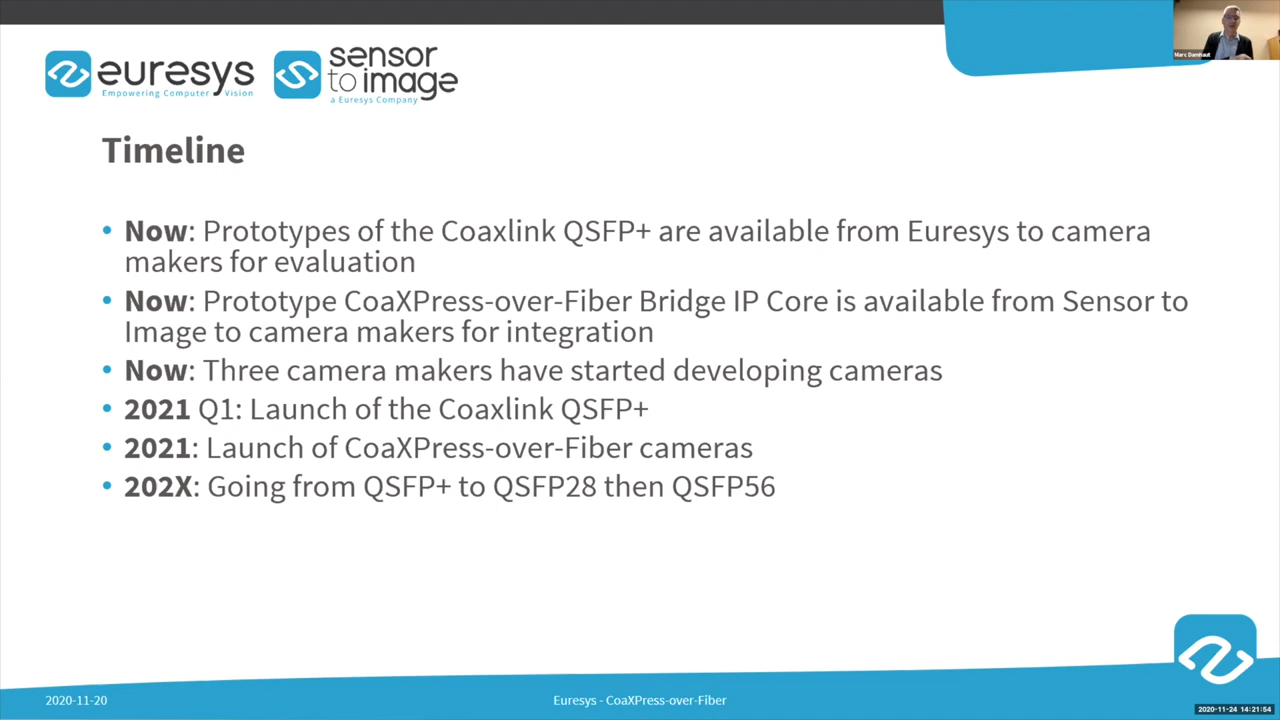 euresys
Empowering Computer Vision
sensor
to image
a Euresys Company
Marc Damhaut
Timeline
• Now: Prototypes of the Coaxlink QSFP+ are available from Euresys to camera
makers for evaluation
• Now: Prototype CoaXPress-over-Fiber Bridge IP Core is available from Sensor to
Image to camera makers for integration
• Now: Three camera makers have started developing cameras
• 2021 Q1: Launch of the Coaxlink QSFP+
• 2021: Launch of CoaXPress-over-Fiber cameras
• 202X: Going from QSFP+ to QSFP28 then QSFP56
2020-11-20
Euresys - CoaXPress-over-Fiber
2020-11-24 14:21:54